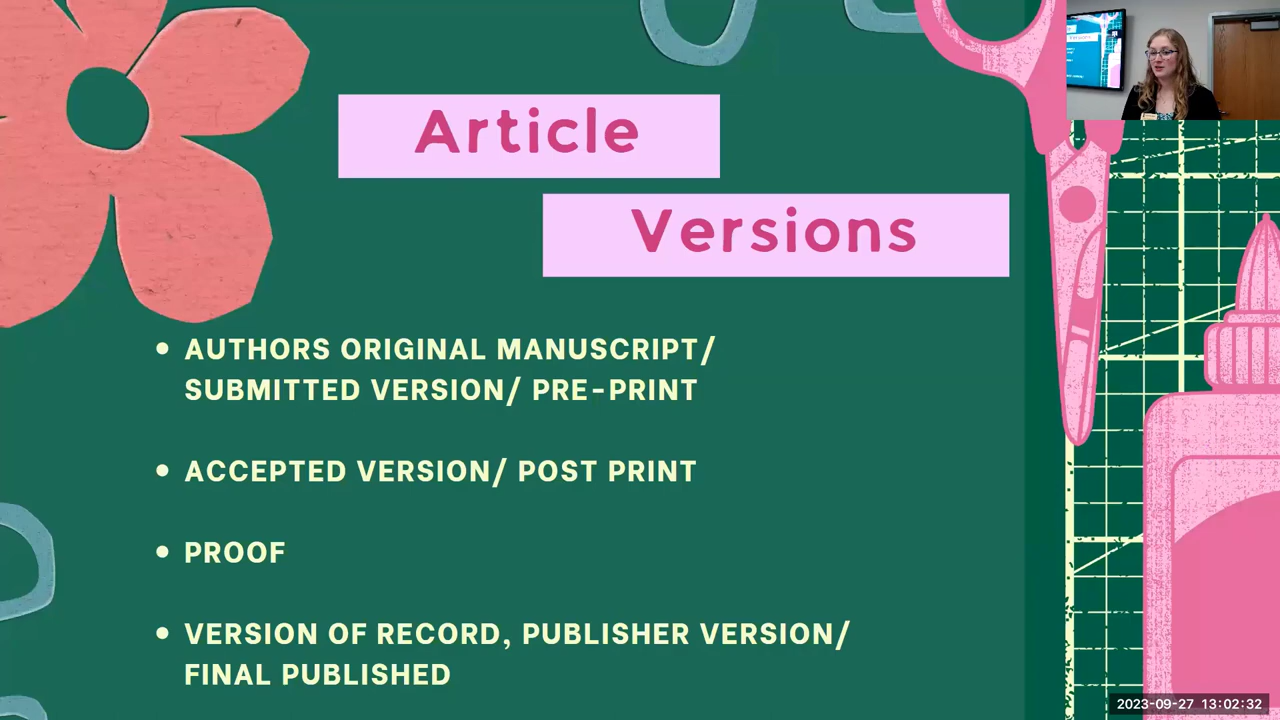 Article
Versions
• AUTHORS ORIGINAL MANUSCRIPT/
SUBMITTED VERSION/ PRE-PRINT
• ACCEPTED VERSION/ POST PRINT
• PROOF
• VERSION OF RECORD, PUBLISHER VERSION/
FINAL PUBLISHED
2023-09-27 13:02:32